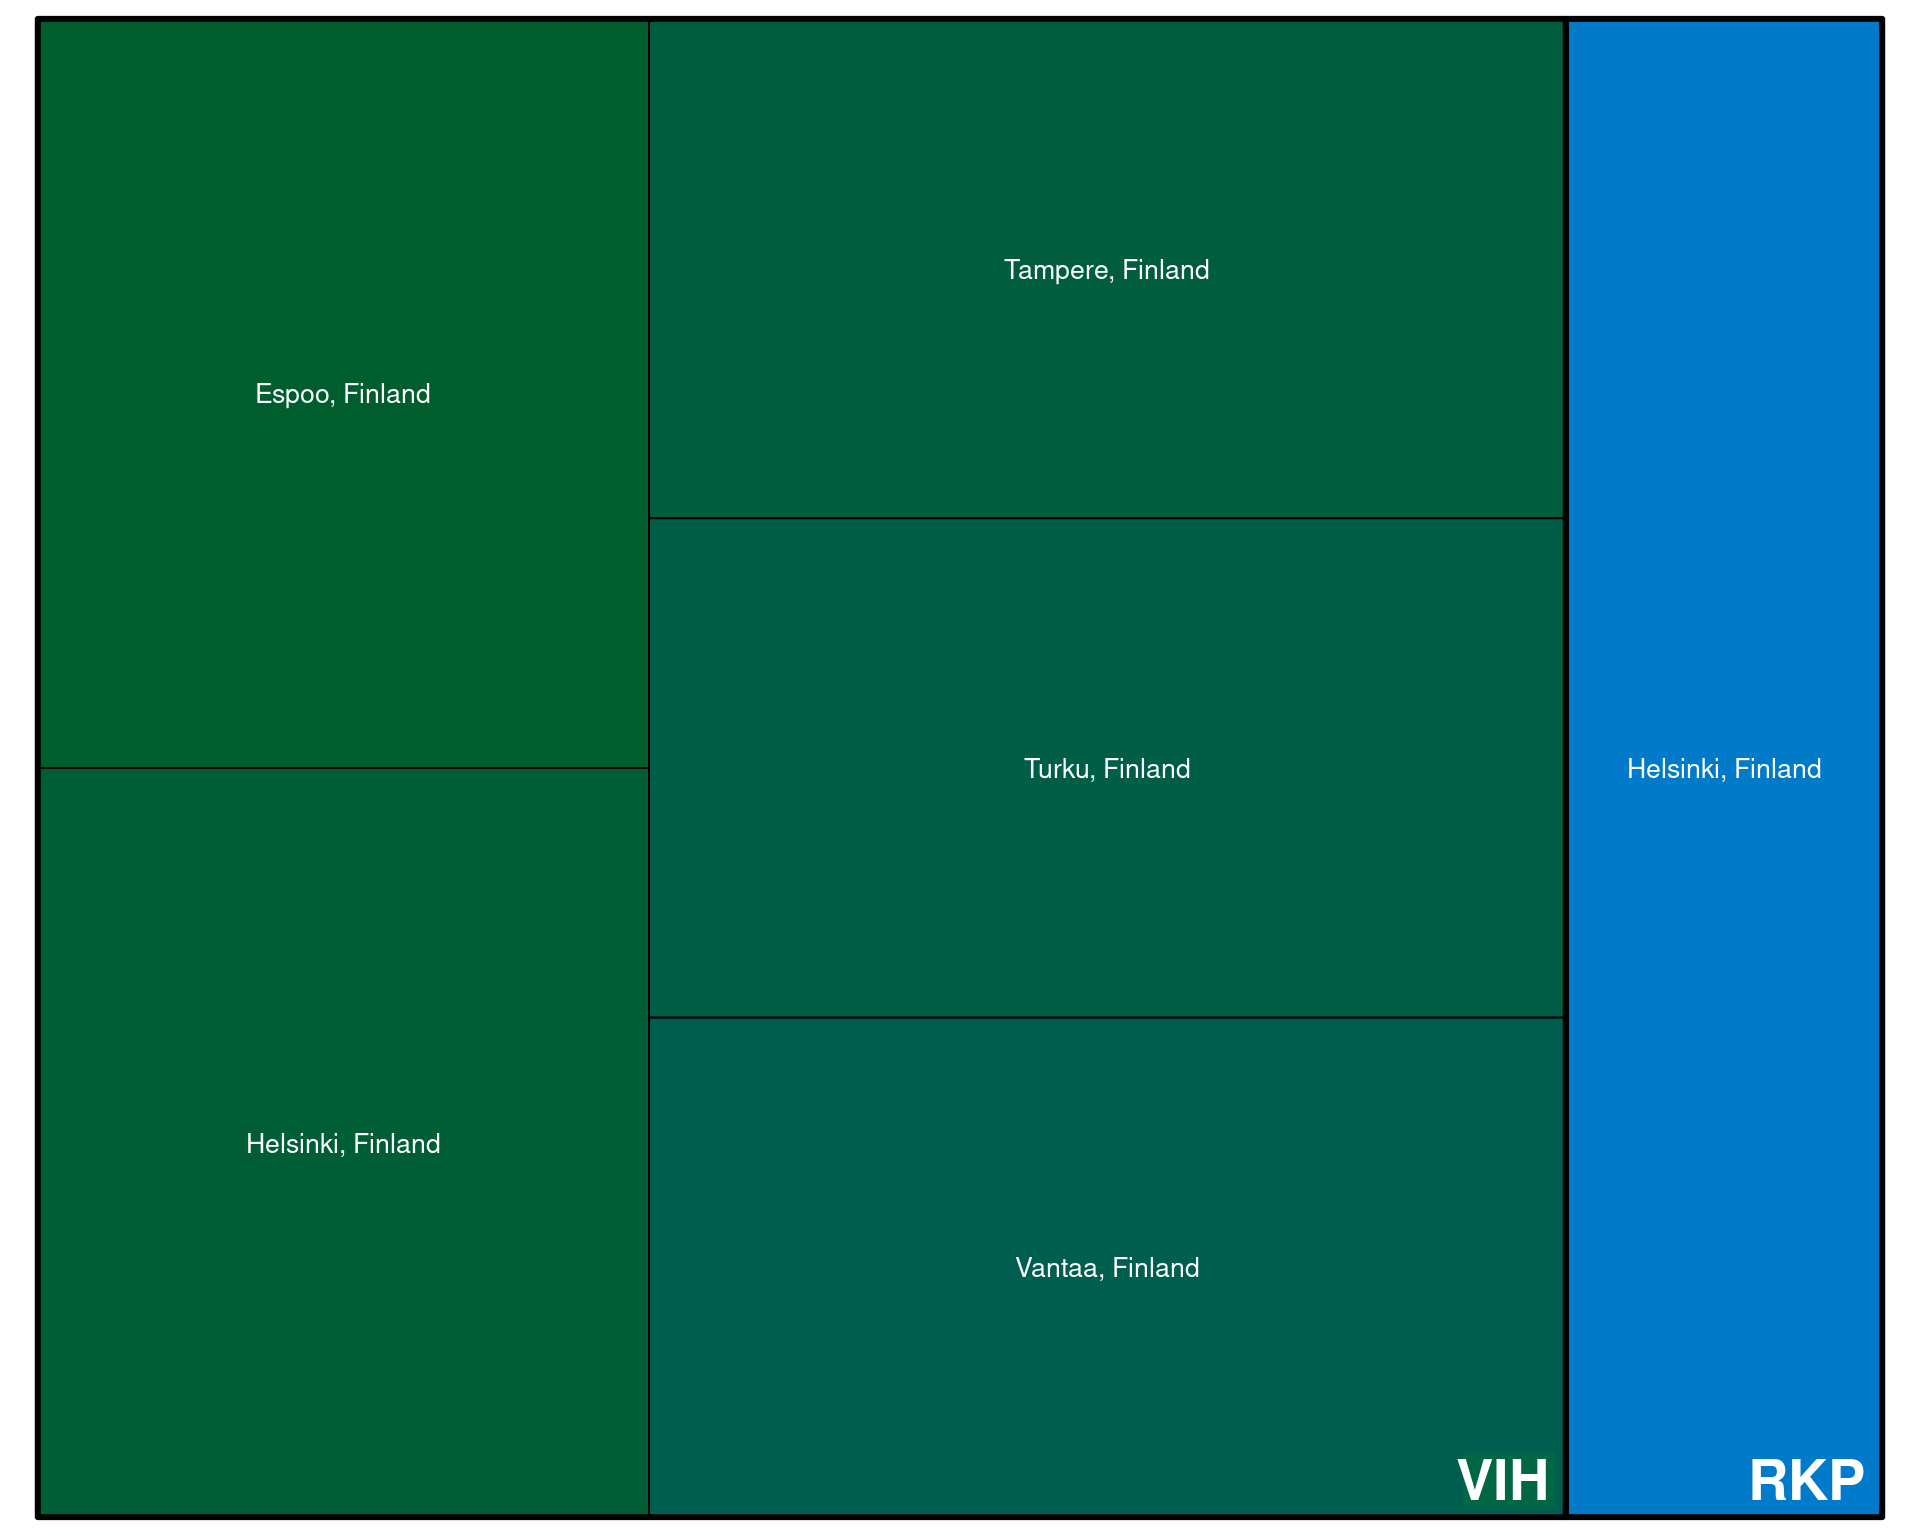 Espoo, Finland
Helsinki, Finland
Tampere, Finland
Turku, Finland
Vantaa, Finland
VIH
Helsinki, Finland
RKP